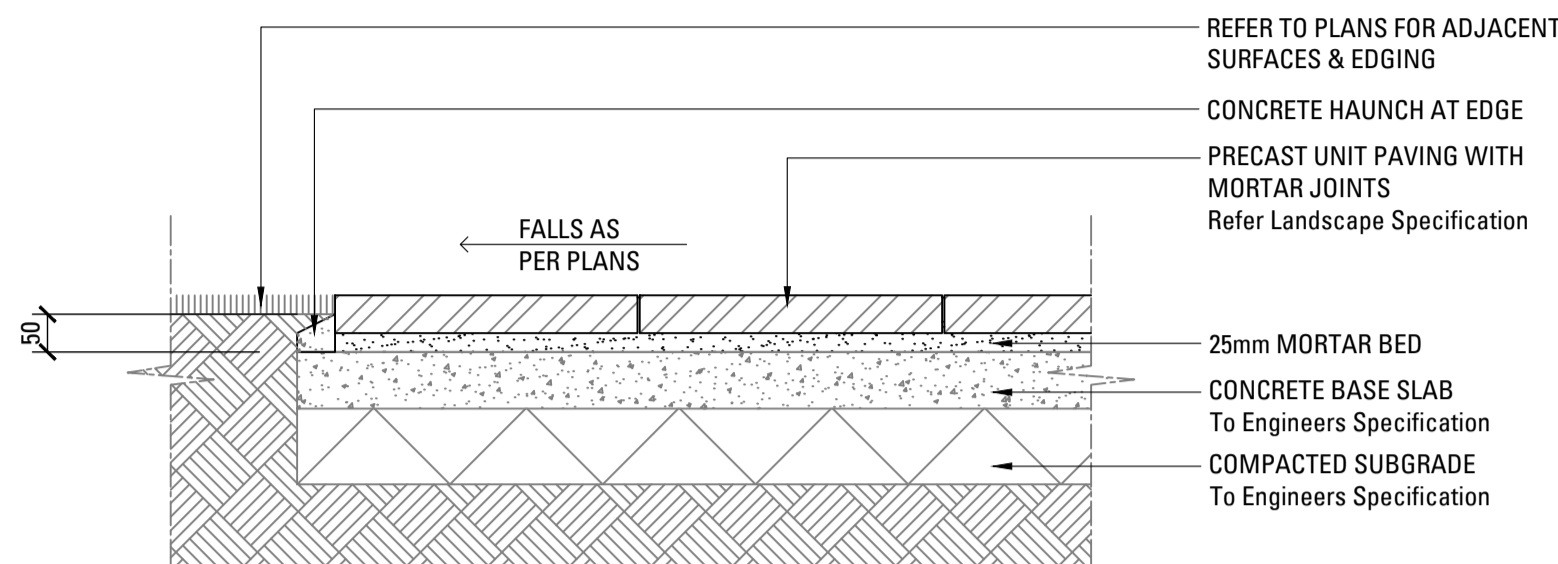 REFER TO PLANS FOR ADJACENT
SURFACES & EDGING
CONCRETE HAUNCH AT EDGE
PRECAST UNIT PAVING WITH
MORTAR JOINTS
Refer Landscape Specification
FALLS AS
PER PLANS
50
25mm MORTAR BED
CONCRETE BASE SLAB
To Engineers Specification
COMPACTED SUBGRADE
To Engineers Specification